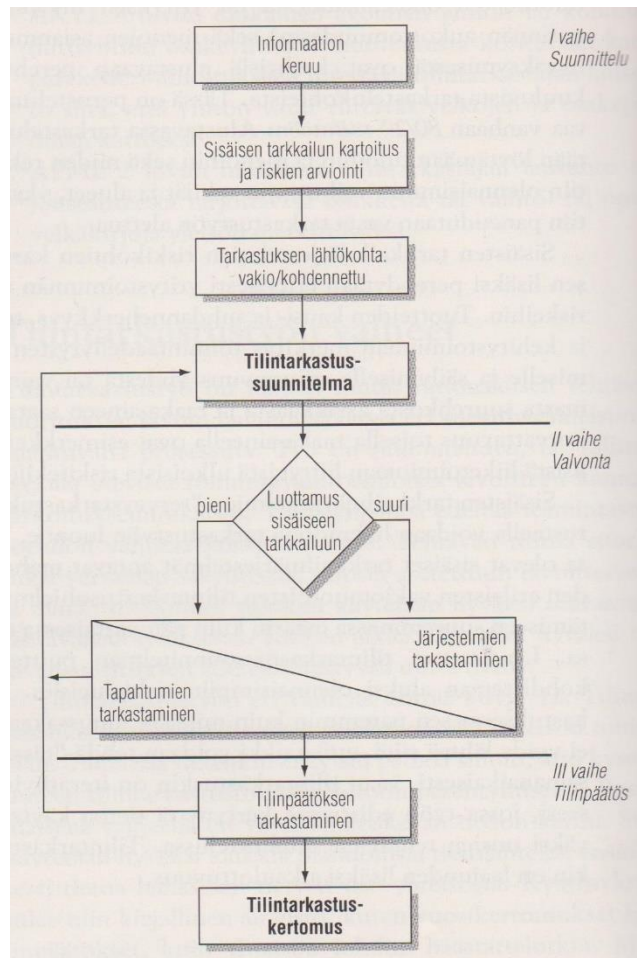 Informaation
keruu
I vaihe
Suunnittelu
Sisäisen tarkkailun kartoitus
ja riskien arviointi
Tarkastuksen lähtökohta:
vakio/kohdennettu
Tilintarkastus-
suunnitelma
II vaihe
Valvonta
pieni
Luottamus
sisäiseen
tarkkailuun
suuri
Järjestelmien
tarkastaminen
Tapahtumien
tarkastaminen
III vaihe
Tilinpäätös
Tilinpäätöksen
tarkastaminen
Tilintarkastus-
kertomus